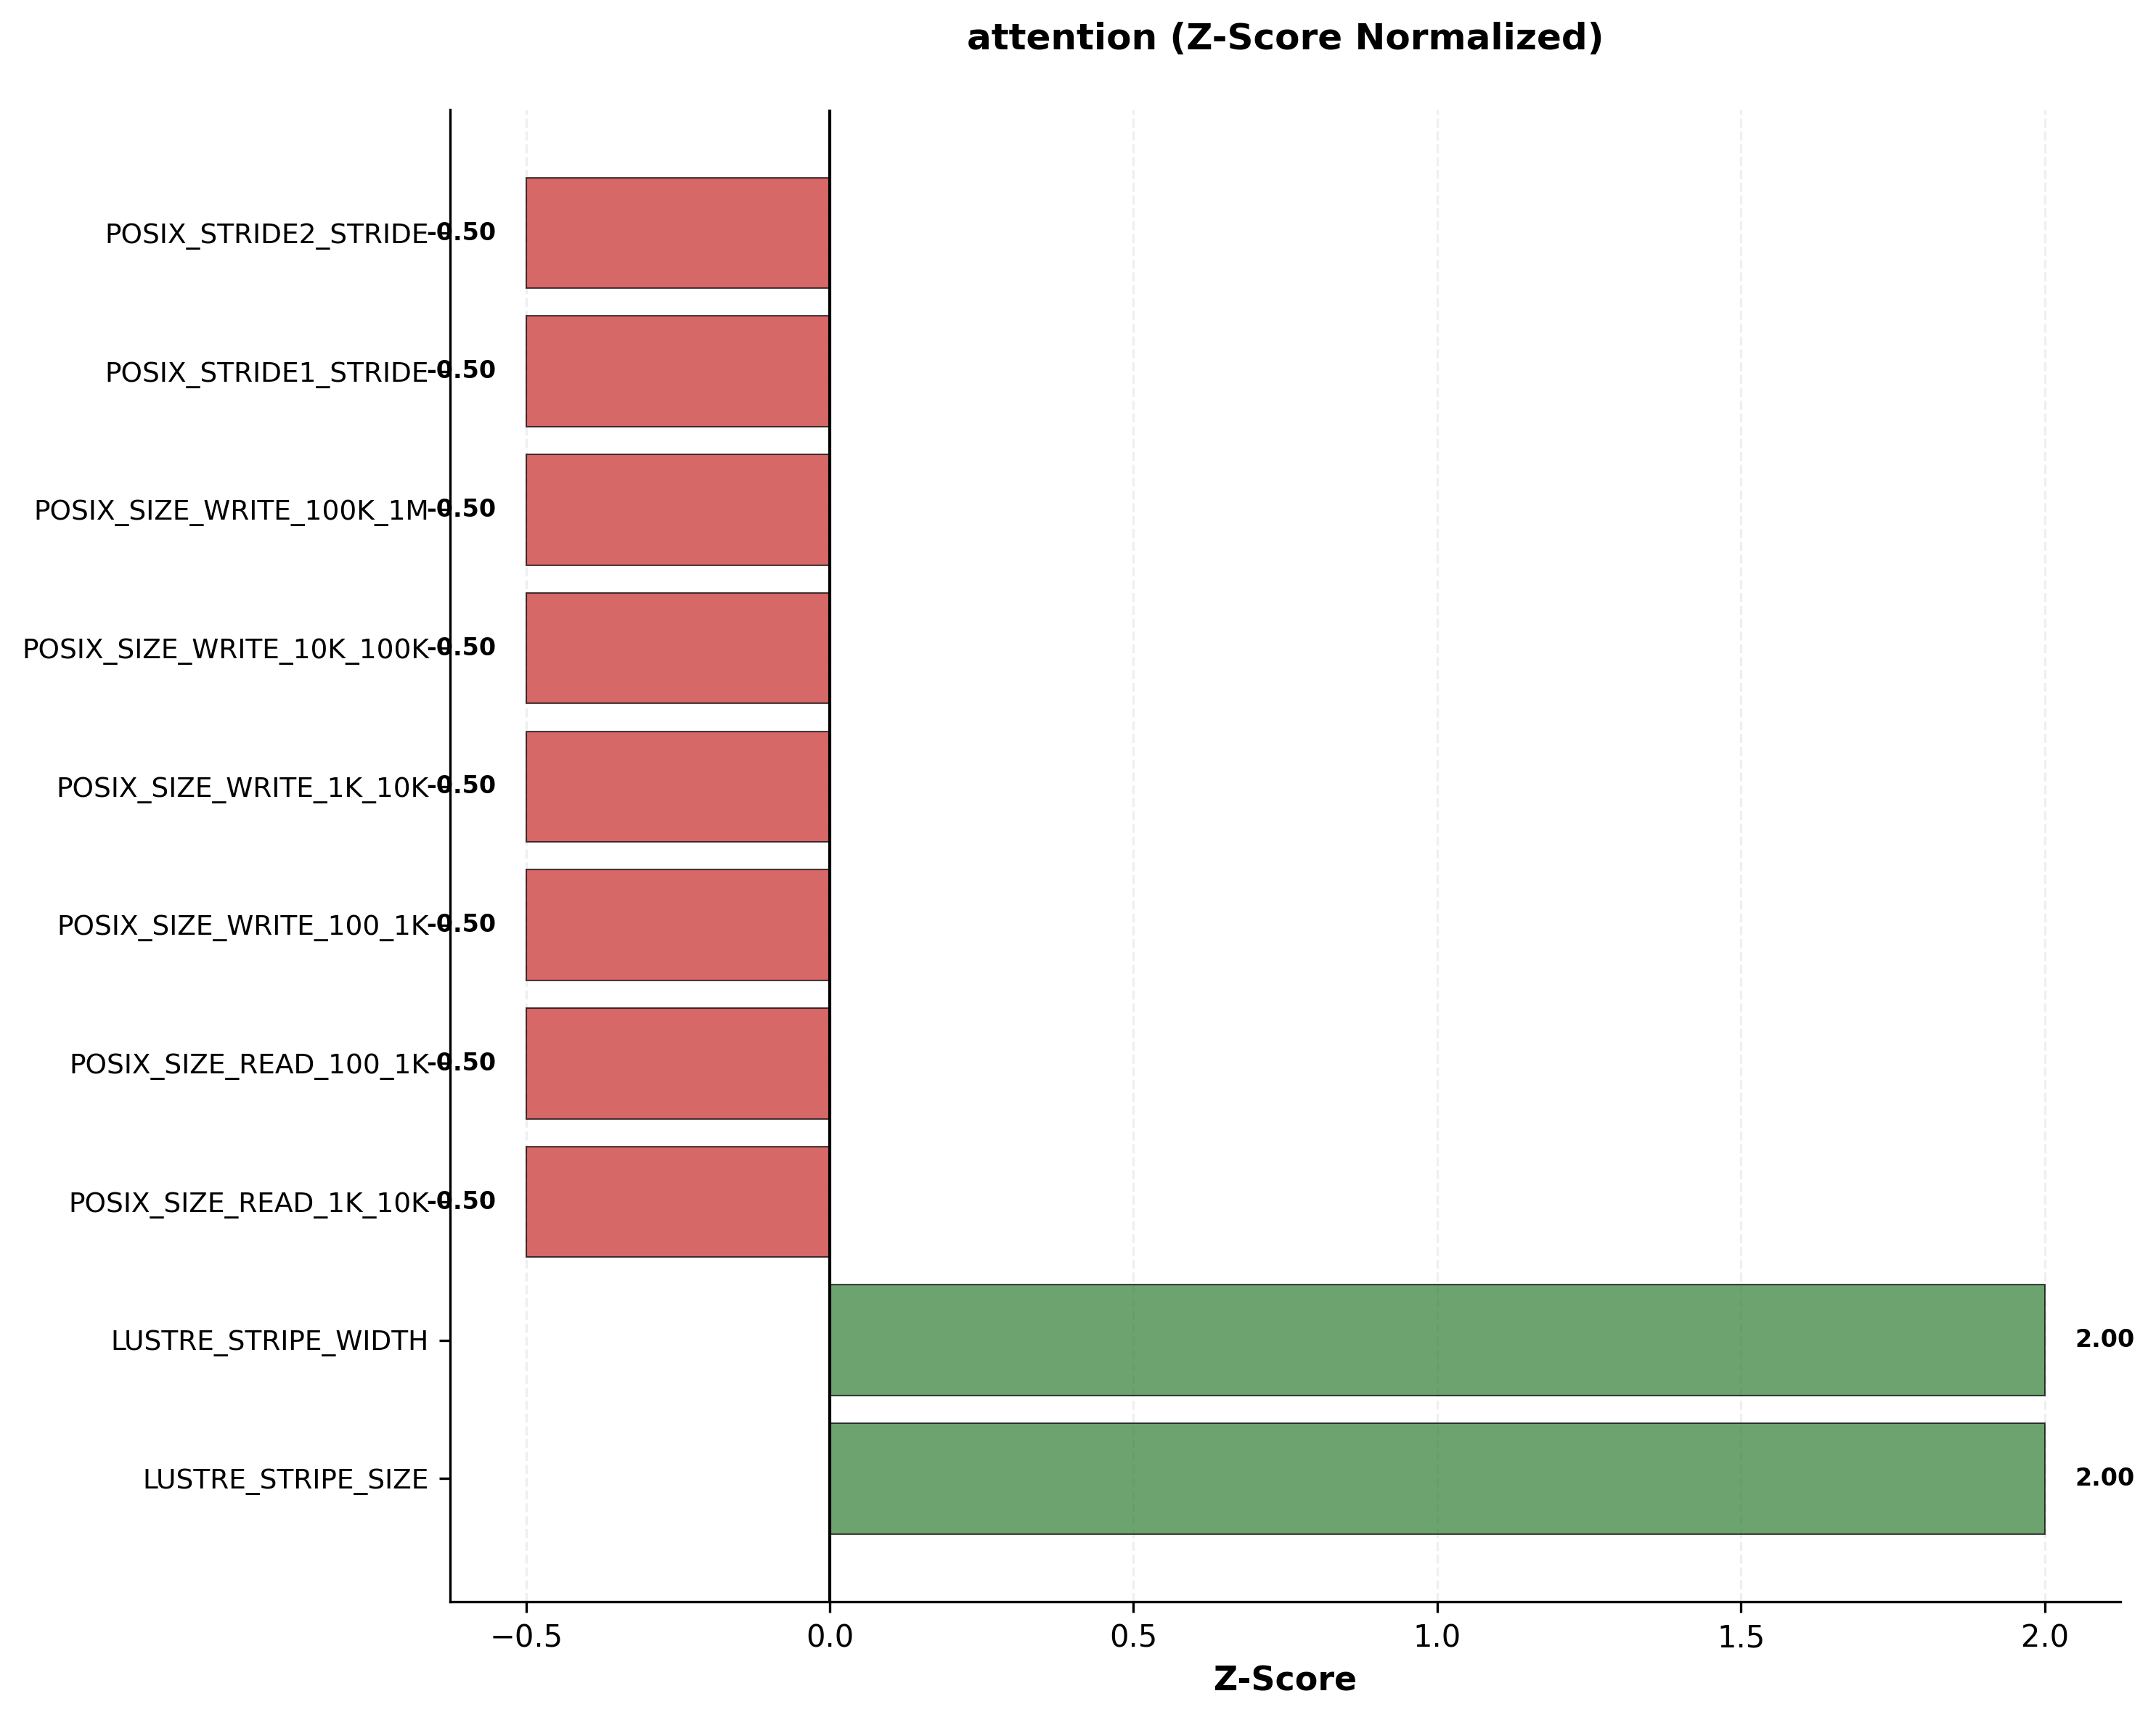 attention (Z-Score Normalized)
POSIX_STRIDE2_STRIDE -0.50
POSIX_STRIDE1_STRIDE -0.50
POSIX_SIZE_WRITE_100K_1M -0.50
POSIX_SIZE_WRITE_10K_100K -0.50
POSIX_SIZE_WRITE_1K_10K -0.50
POSIX_SIZE_WRITE_100_1K -0.50
POSIX_SIZE_READ_100_1K -0.50
POSIX_SIZE_READ_1K_10K -0.50
LUSTRE_STRIPE_WIDTH 2.00
LUSTRE_STRIPE_SIZE 2.00
−0.5 0.0 0.5 1.0 1.5 2.0
Z-Score